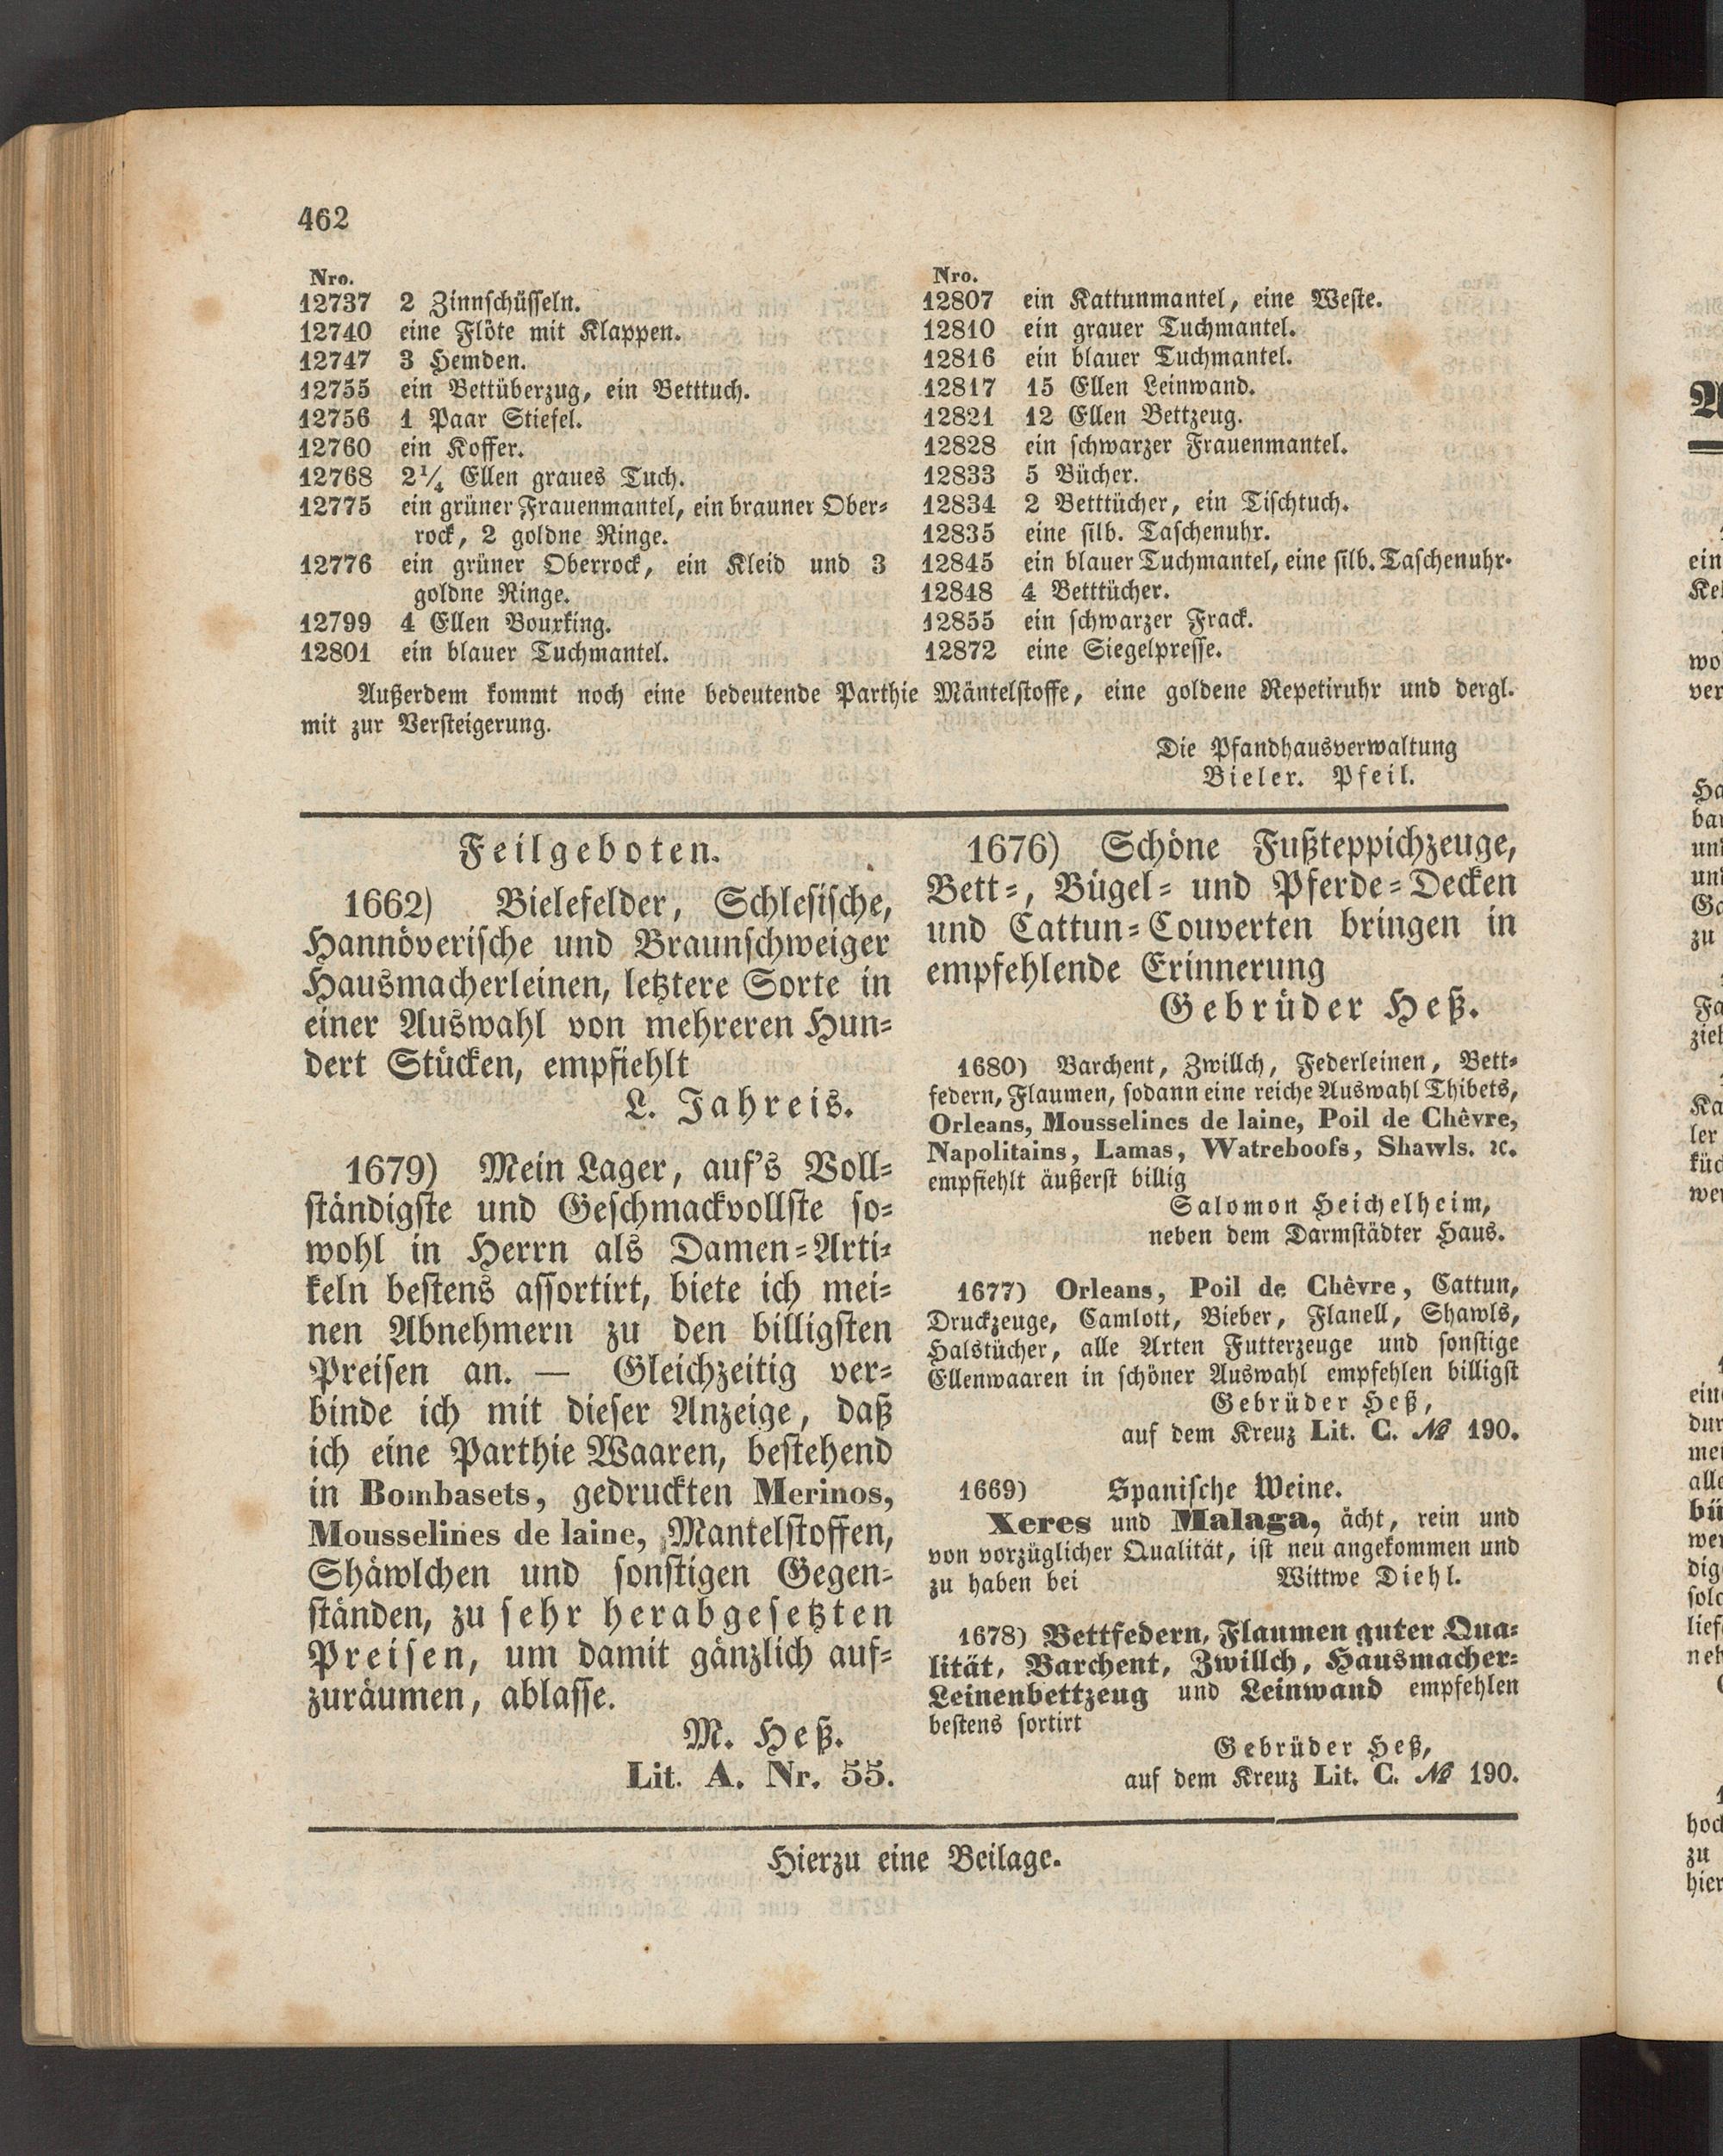 462
Nro.
12737 2 Zinnschüsseln.
12740 eine Flöte mit Klappen.
12747 3 Hemden.
12755 ein Bettüberzug, ein Betttuch.
12756 1 Paar Stiefel.
12760 ein Koffer.
12768 2¼ Ellen graues Tuch.
12775 ein grüner Frauenmantel, ein brauner Ober-
rock, 2 goldne Ringe.
12776 ein grüner Oberrock, ein Kleid und 3
goldne Ringe.
12799 4 Ellen Bourking.
12801 ein blauer Tuchmantel.
Nro.
12807 ein Kattunmantel, eine Weste.
12810 ein grauer Tuchmantel.
12816 ein blauer Tuchmantel.
12817 15 Ellen Leinwand.
12821 12 Ellen Bettzeug.
12828 ein schwarzer Frauenmantel.
12833 5 Bücher.
12834 2 Betttücher, ein Tischtuch.
12835 eine silb. Taschenuhr.
12845 ein blauer Tuchmantel, eine silb. Taschenuhr.
12848 4 Betttücher.
12855 ein schwarzer Frack.
12872 eine Siegelpresse.
Außerdem kommt noch eine bedeutende Parthie Mäntelstoffe, eine goldene Repetiruhr und dergl.
mit zur Versteigerung.
Die Pfandhausverwaltung
Bieler. Pfeil.
Feilgeboten.
1662) Bielefelder, Schlesische,
Hannöverische und Braunschweiger
Hausmacherleinen, letztere Sorte in
einer Auswahl von mehreren Hun-
dert Stücken, empfiehlt
L. Jahreis.
1679) Mein Lager, auf's Voll-
ständigste und Geschmackvollste so-
wohl in Herrn als Damen-Arti-
keln bestens assortirt, biete ich mei-
nen Abnehmern zu den billigsten
Preisen an. — Gleichzeitig ver-
binde ich mit dieser Anzeige, daß
ich eine Parthie Waaren, bestehend
in Bombasets, gedruckten Merinos,
Mousselines de laine, Mantelstoffen,
Shäwlchen und sonstigen Gegen-
ständen, zu sehr herabgesetzten
Preisen, um damit gänzlich auf-
zuräumen, ablasse.
M. Heß.
Lit. A. Nr. 55.
1676) Schöne Fußteppichzeuge,
Bett-, Bügel- und Pferde-Decken
und Cattun-Couverten bringen in
empfehlende Erinnerung
Gebrüder Heß.
1680) Barchent, Zwillch, Federleinen, Bett-
federn, Flaumen, sodann eine reiche Auswahl Thibets,
Orleans, Mousselines de laine, Poil de Chêvre,
Napolitains, Lamas, Watreboofs, Shawls. ꝛc.
empfiehlt äußerst billig
Salomon Heichelheim,
neben dem Darmstädter Haus.
1677) Orleans, Poil de Chêvre, Cattun,
Druckzeuge, Camlott, Bieber, Flanell, Shawls,
Halstücher, alle Arten Futterzeuge und sonstige
Ellenwaaren in schöner Auswahl empfehlen billigst
Gebrüder Heß,
auf dem Kreuz Lit. C. № 190.
1669) Spanische Weine.
Xeres und Malaga, ächt, rein und
von vorzüglicher Qualität, ist neu angekommen und
zu haben bei Wittwe Diehl.
1678) Bettfedern, Flaumen guter Qua-
lität, Barchent, Zwillch, Hausmacher-
Leinenbettzeug und Leinwand empfehlen
bestens sortirt
Gebrüder Heß,
auf dem Kreuz Lit. C. № 190.
Hierzu eine Beilage.